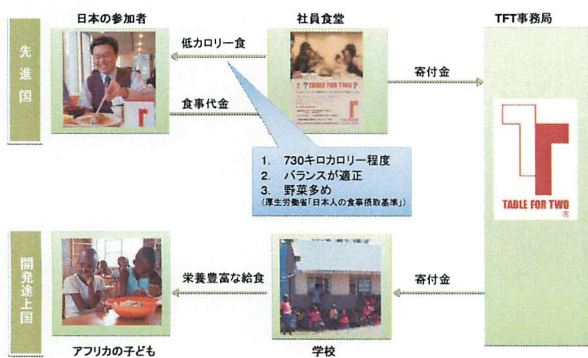 日本の参加者
社員食堂
TFT事務局
先進国
低カロリー食
食事代金
寄付金
? ?TABLE FOR TWO?
1. 730キロカロリー程度
2. バランスが適正
3. 野菜多め
(厚生労働省「日本人の食事摂取基準」)
TABLE FOR TWO
開発途上国
栄養豊富な給食
寄付金
アフリカの子ども
学校